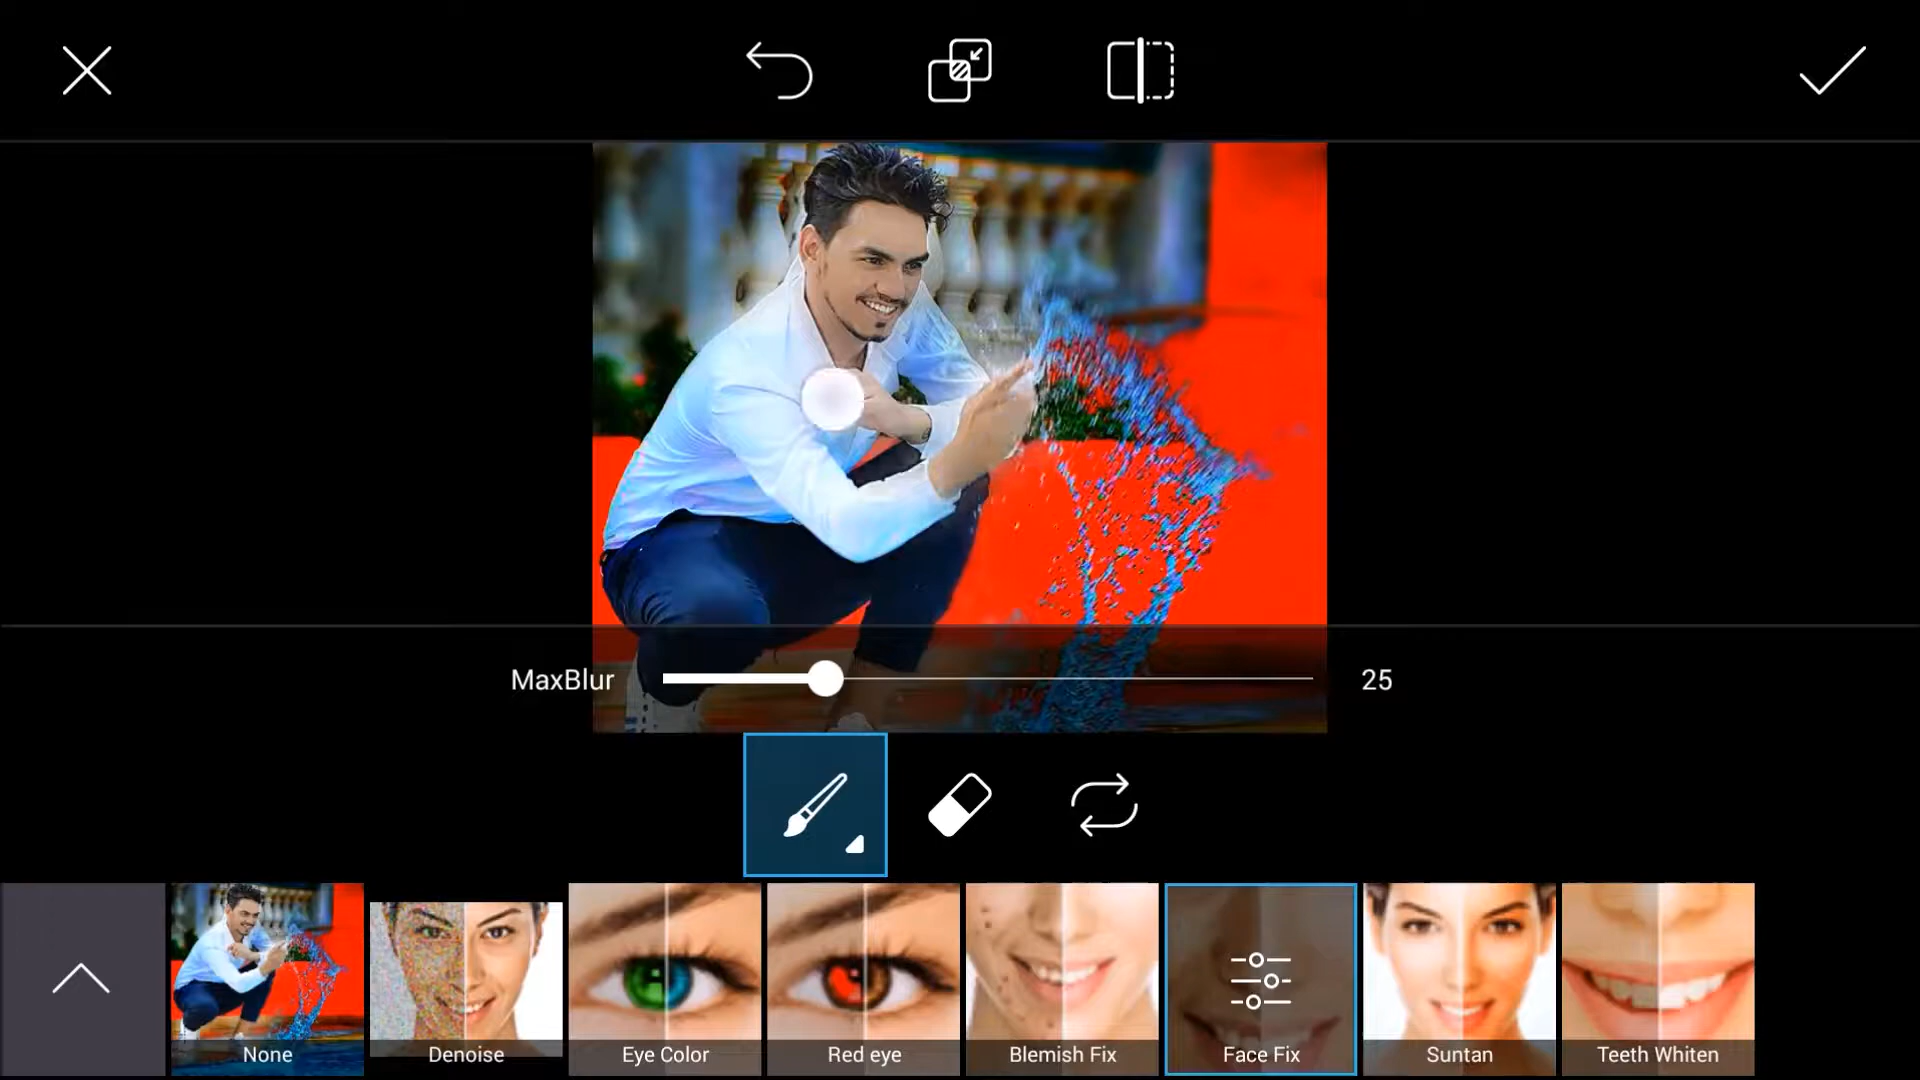 MaxBlur 25
None
Denoise
Eye Color
Red eye
Blemish Fix
Face Fix
Suntan
Teeth Whiten